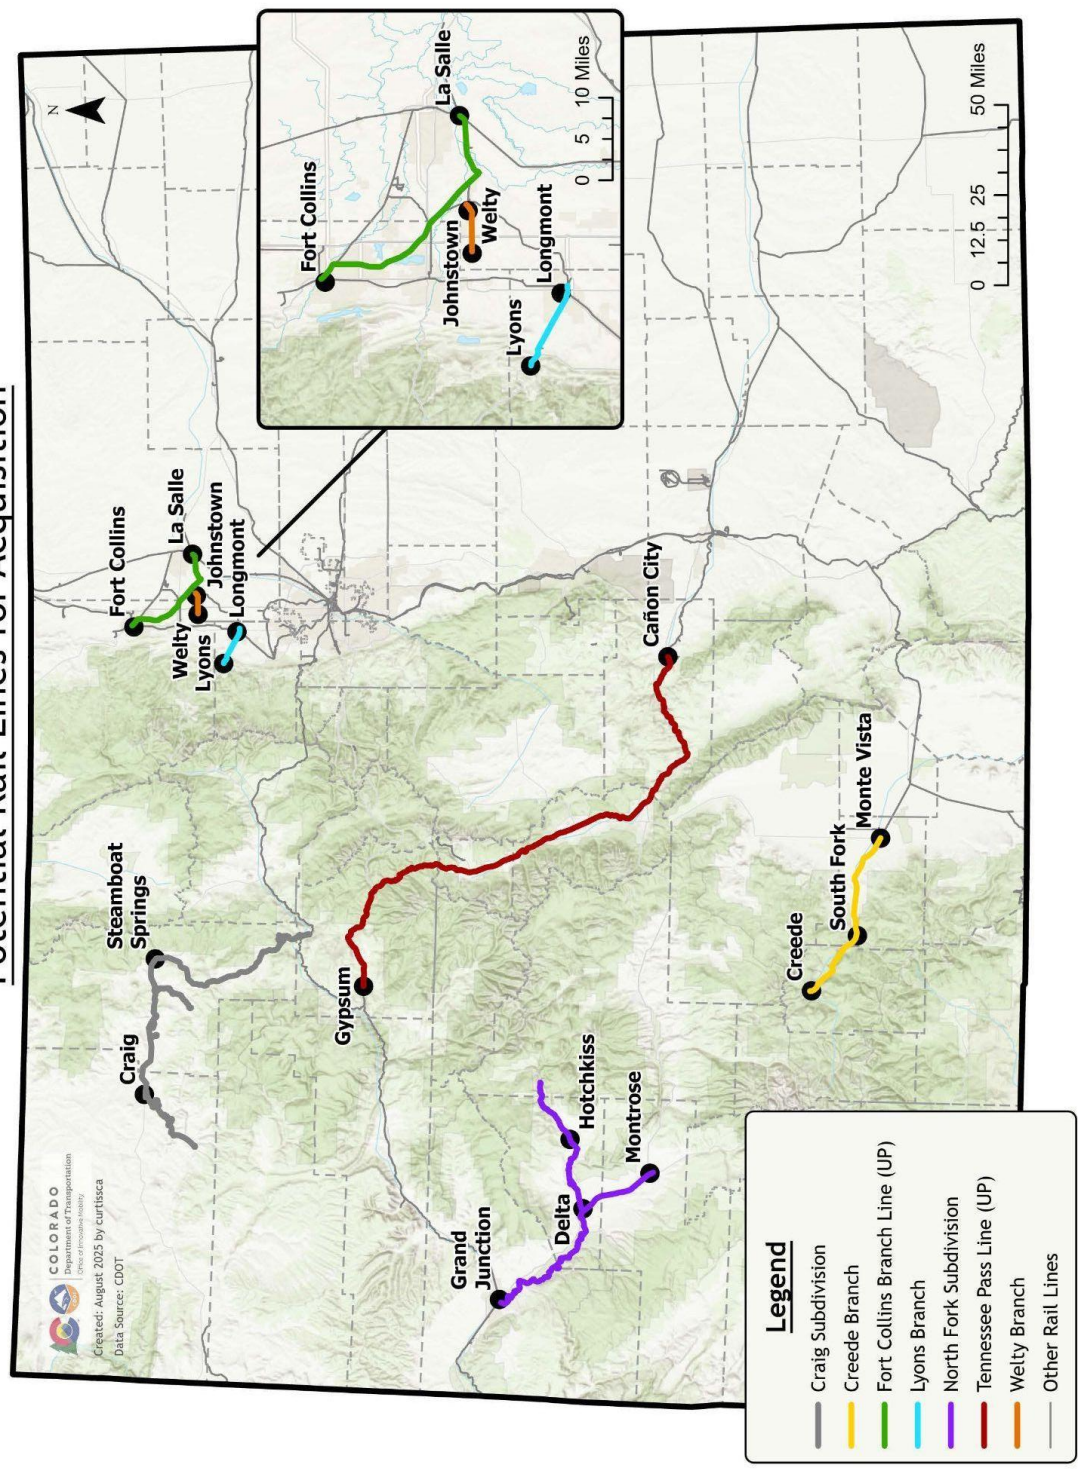 Potential Rail Lines for Acquisition
COLORADO
Department of Transportation
Office of Innovative Mobility
Created: August 2025 by curtissca
Data Source: CDOT
N
Craig
Steamboat
Springs
Fort Collins
La Salle
Johnstown
Longmont
Welty
Lyons
Gypsum
Grand
Junction
Delta
Hotchkiss
Montrose
Cañon City
Creede
South Fork
Monte Vista
Fort Collins
La Salle
Johnstown
Welty
Lyons
Longmont
0 5 10 Miles
0 12.5 25 50 Miles
Legend
Craig Subdivision
Creede Branch
Fort Collins Branch Line (UP)
Lyons Branch
North Fork Subdivision
Tennessee Pass Line (UP)
Welty Branch
Other Rail Lines